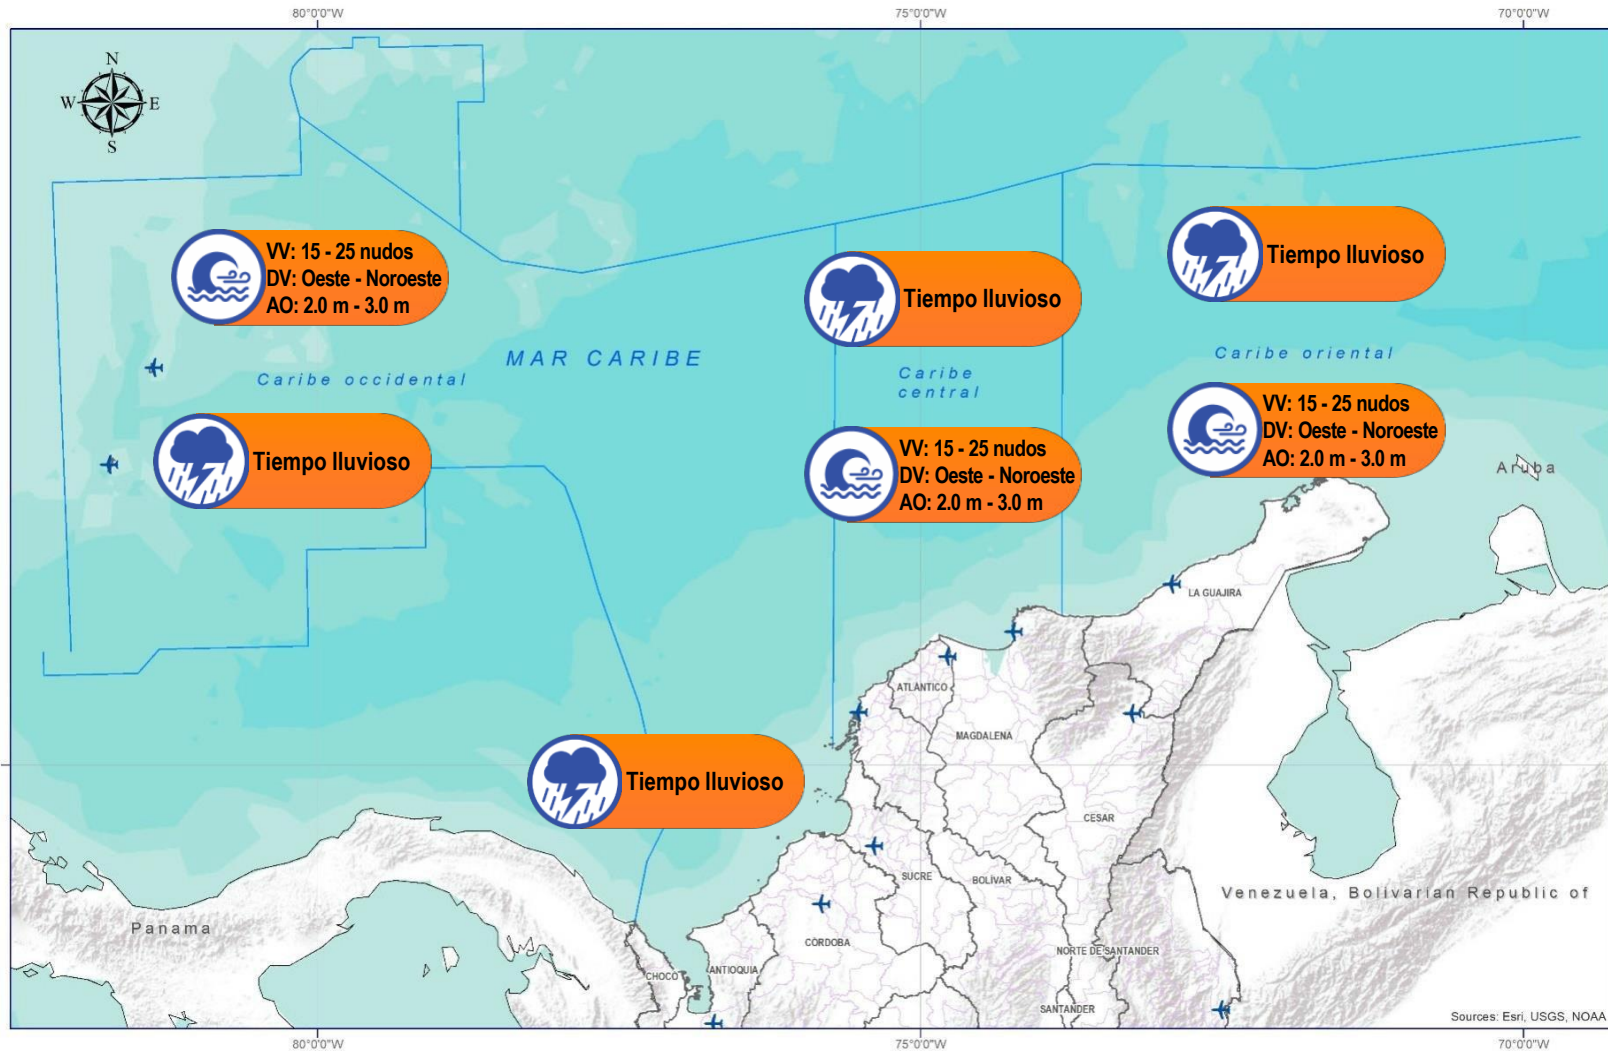 80°0'0"W
75°0'0"W
70°0'0"W
N
W
E
S
VV: 15 - 25 nudos
DV: Oeste - Noroeste
AO: 2.0 m - 3.0 m
Tiempo lluvioso
Tiempo lluvioso
MAR CARIBE
Caribe occidental
Caribe
central
Caribe oriental
Tiempo lluvioso
VV: 15 - 25 nudos
DV: Oeste - Noroeste
AO: 2.0 m - 3.0 m
VV: 15 - 25 nudos
DV: Oeste - Noroeste
AO: 2.0 m - 3.0 m
Aruba
LA GUAJIRA
ATLÁNTICO
MAGDALENA
Tiempo lluvioso
CESAR
SUCRE
BOLÍVAR
Venezuela, Bolivarian Republic of
Panama
CÓRDOBA
NORTE DE SANTANDER
CHOCÓ
ANTIOQUIA
SANTANDER
Sources: Esri, USGS, NOAA
80°0'0"W
75°0'0"W
70°0'0"W